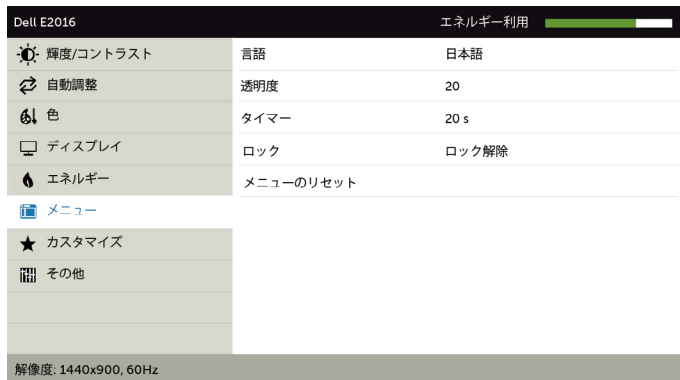 Dell E2016 エネルギー利用
輝度/コントラスト
自動調整
色
ディスプレイ
エネルギー
メニュー
カスタマイズ
その他
言語 日本語
透明度 20
タイマー 20 s
ロック ロック解除
メニューのリセット
解像度: 1440x900, 60Hz